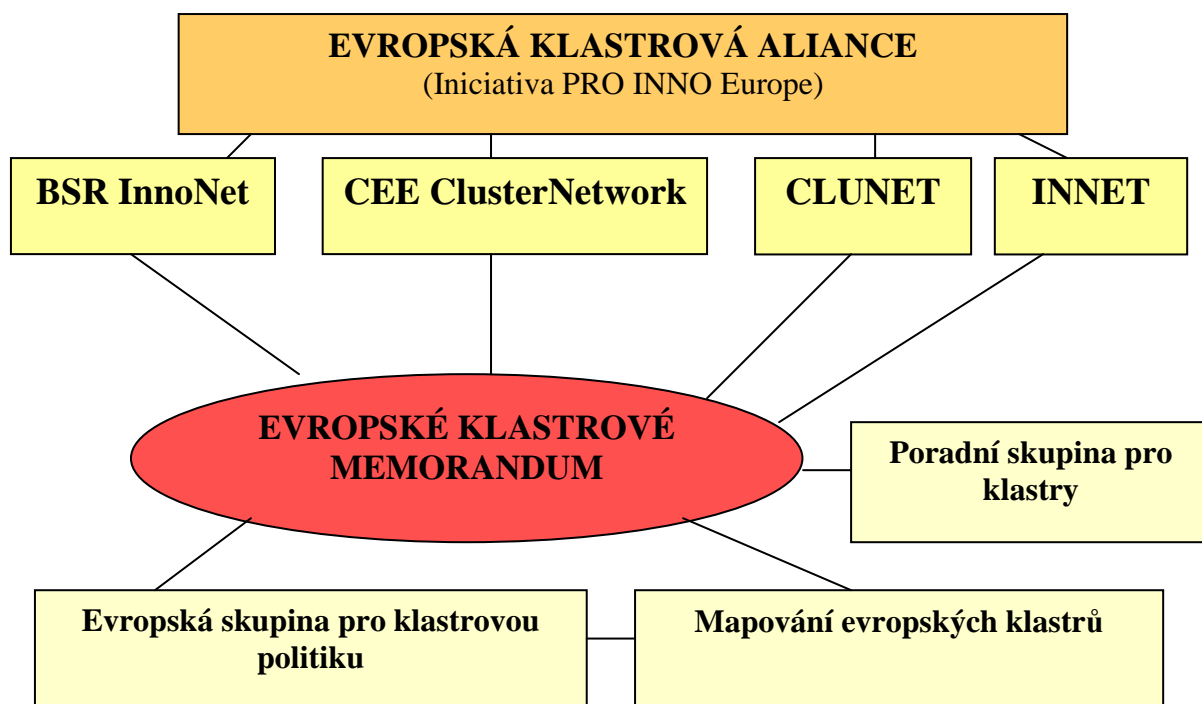 EVROPSKÁ KLASTROVÁ ALIANCE
(Iniciativa PRO INNO Europe)
BSR InnoNet
CEE ClusterNetwork
CLUNET
INNET
EVROPSKÉ KLASTROVÉ
MEMORANDUM
Poradní skupina pro
klastry
Evropská skupina pro klastrovou
politiku
Mapování evropských klastrů